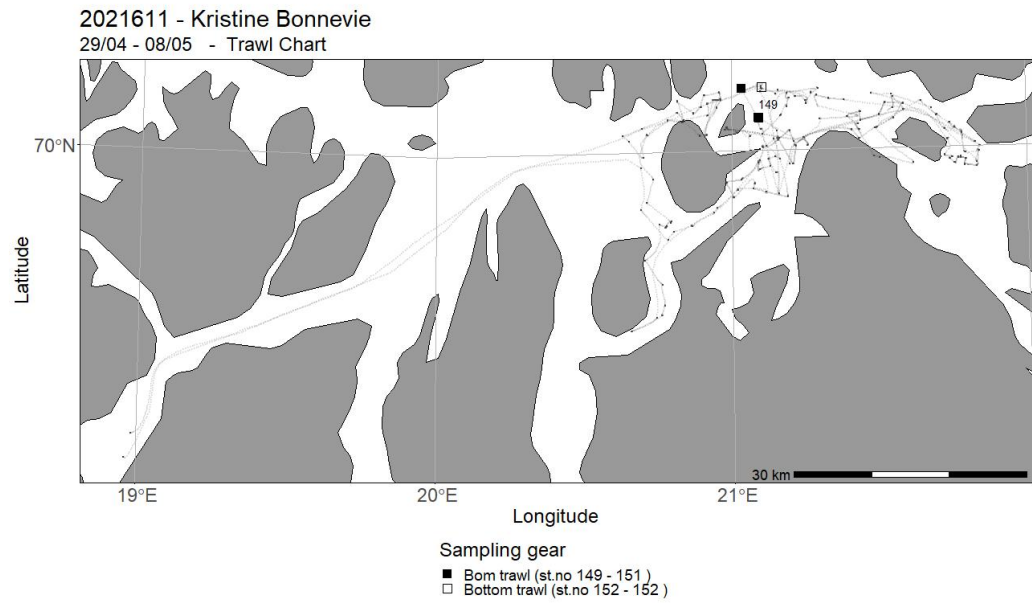 2021611 - Kristine Bonnevie
29/04 - 08/05 - Trawl Chart
149
70°N
Latitude
30 km
19°E 20°E 21°E
Longitude
Sampling gear
Bom trawl (st.no 149 - 151 )
Bottom trawl (st.no 152 - 152 )